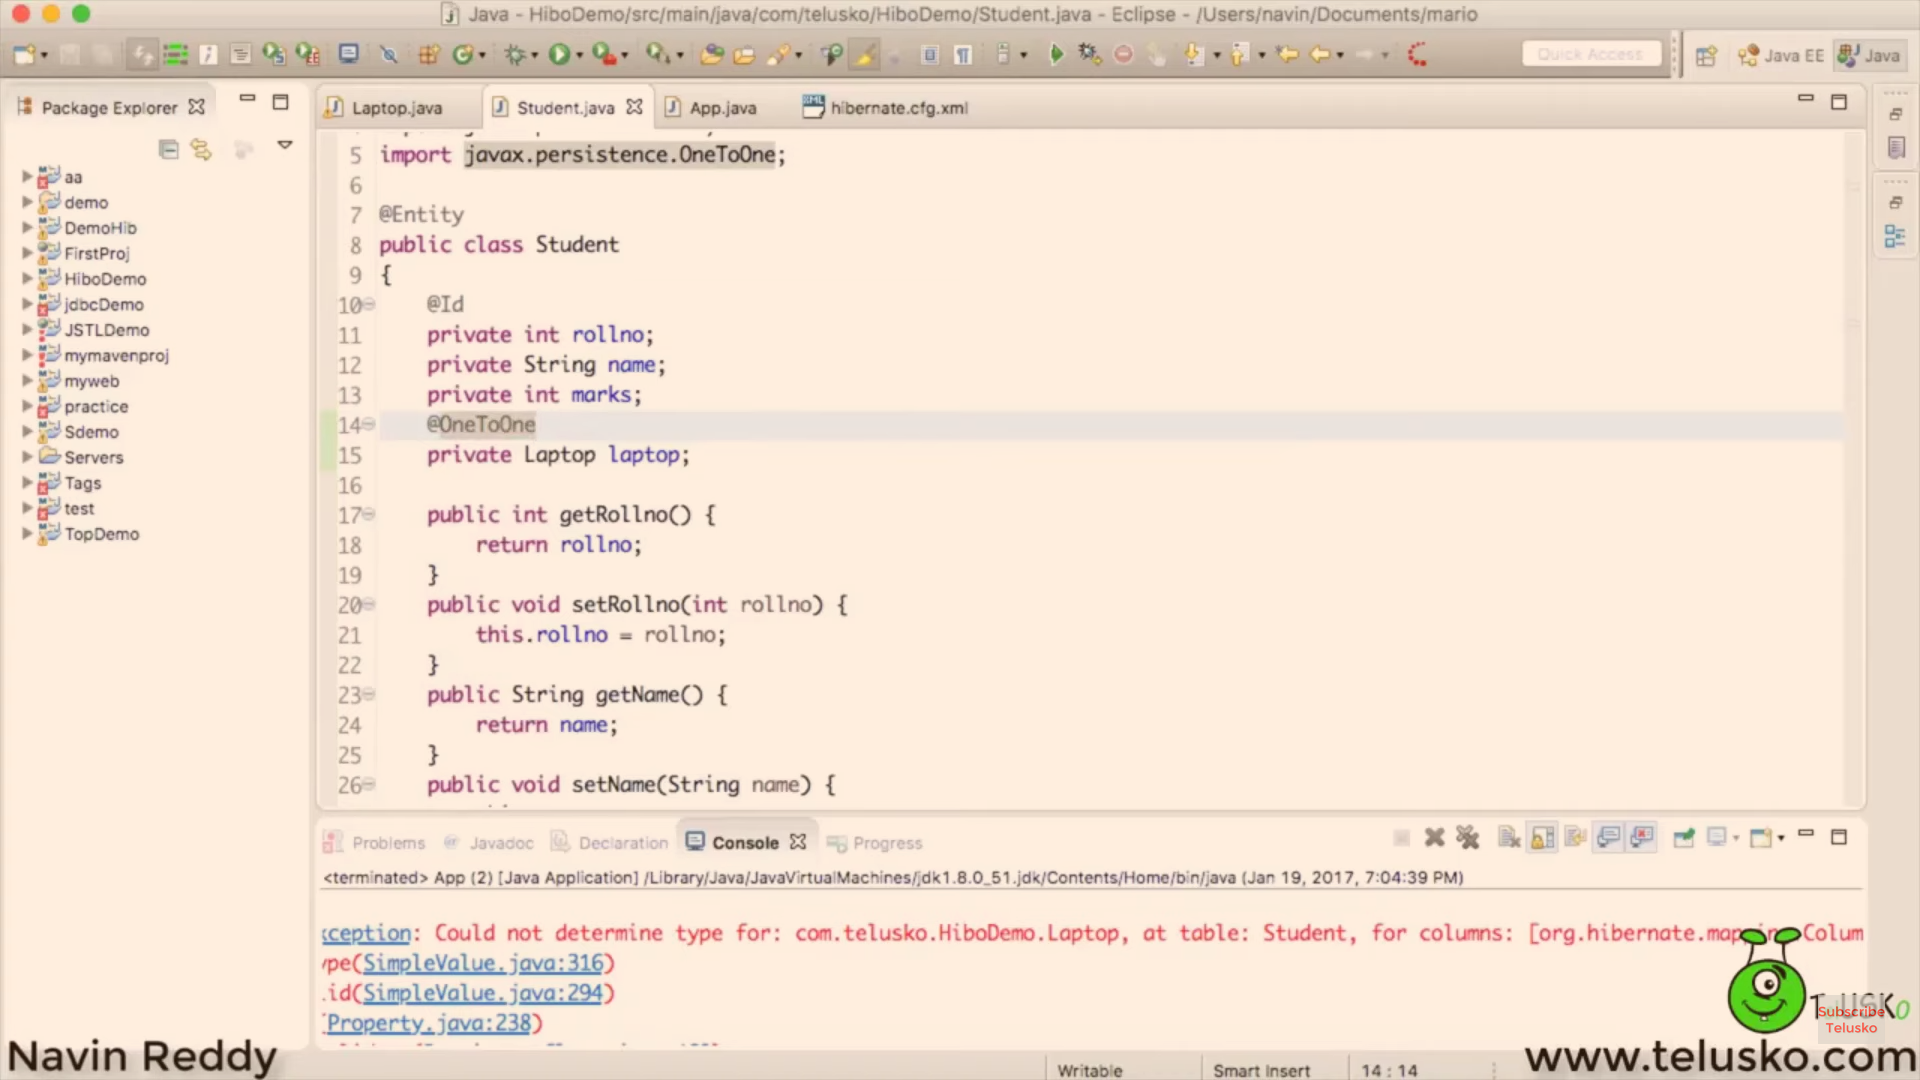 Java - HiboDemo/src/main/java/com/telusko/HiboDemo/Student.java - Eclipse - /Users/navin/Documents/mario
Quick Access
Java EE
Java
Package Explorer
Laptop.java
Student.java
App.java
hibernate.cfg.xml
aa
demo
DemoHib
FirstProj
HiboDemo
jdbcDemo
JSTLDemo
mymavenproj
myweb
practice
Sdemo
Servers
Tags
test
TopDemo
5 import javax.persistence.OneToOne;
6
7 @Entity
8 public class Student
9 {
10 @Id
11 private int rollno;
12 private String name;
13 private int marks;
14 @OneToOne
15 private Laptop laptop;
16
17 public int getRollno() {
18 return rollno;
19 }
20 public void setRollno(int rollno) {
21 this.rollno = rollno;
22 }
23 public String getName() {
24 return name;
25 }
26 public void setName(String name) {
Problems
Javadoc
Declaration
Console
Progress
<terminated> App (2) [Java Application] /Library/Java/JavaVirtualMachines/jdk1.8.0_51.jdk/Contents/Home/bin/java (Jan 19, 2017, 7:04:39 PM)
xception: Could not determine type for: com.telusko.HiboDemo.Laptop, at table: Student, for columns: [org.hibernate.mapping.Colum
ype(SimpleValue.java:316)
.id(SimpleValue.java:294)
Property.java:238)
Subscribe
Telusko
Navin Reddy
www.telusko.com
Writable
Smart Insert
14 : 14